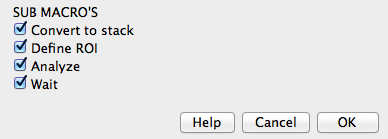 SUB MACRO'S
Convert to stack
Define ROI
Analyze
Wait
Help Cancel OK